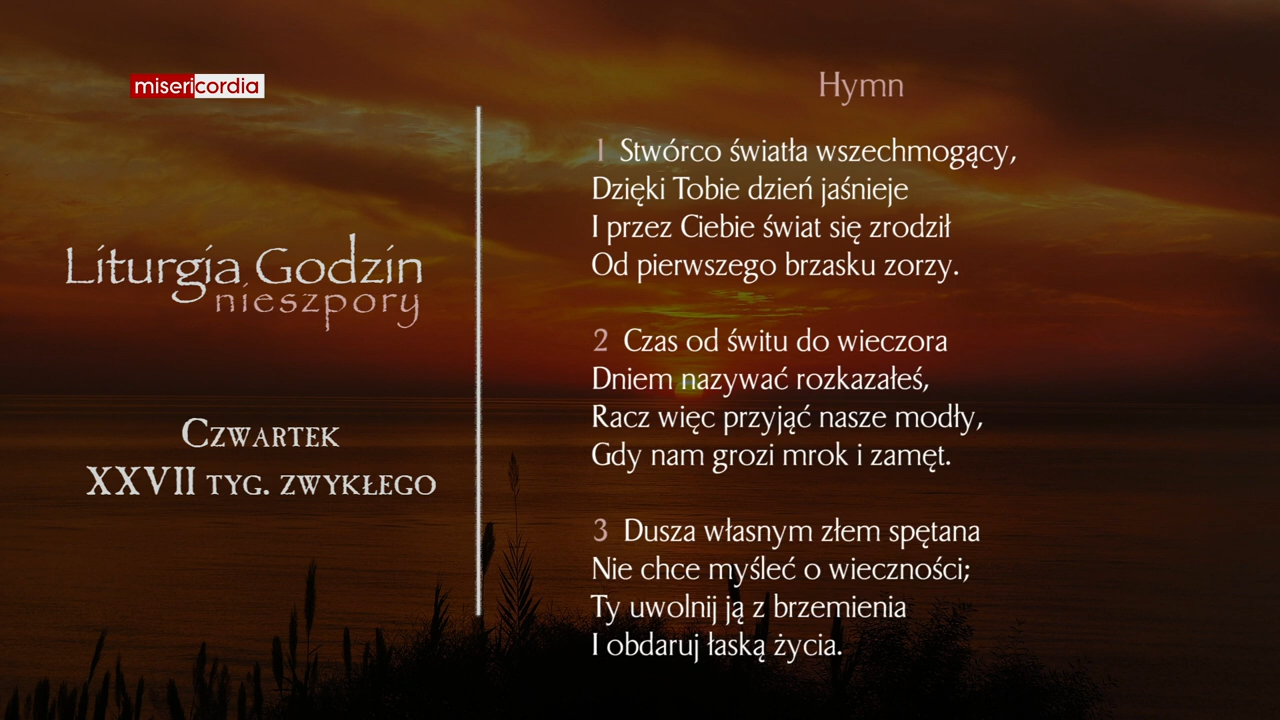 misericordia
Liturgia Godzin
nieszpory
Czwartek
XXVII tyg. zwykłego
Hymn
1 Stwórco światła wszechmogący,
Dzięki Tobie dzień jaśnieje
I przez Ciebie świat się zrodził
Od pierwszego brzasku zorzy.
2 Czas od świtu do wieczora
Dniem nazywać rozkazałeś,
Racz więc przyjąć nasze modły,
Gdy nam grozi mrok i zamęt.
3 Dusza własnym złem spętana
Nie chce myśleć o wieczności;
Ty uwolnij ją z brzemienia
I obdaruj łaską życia.